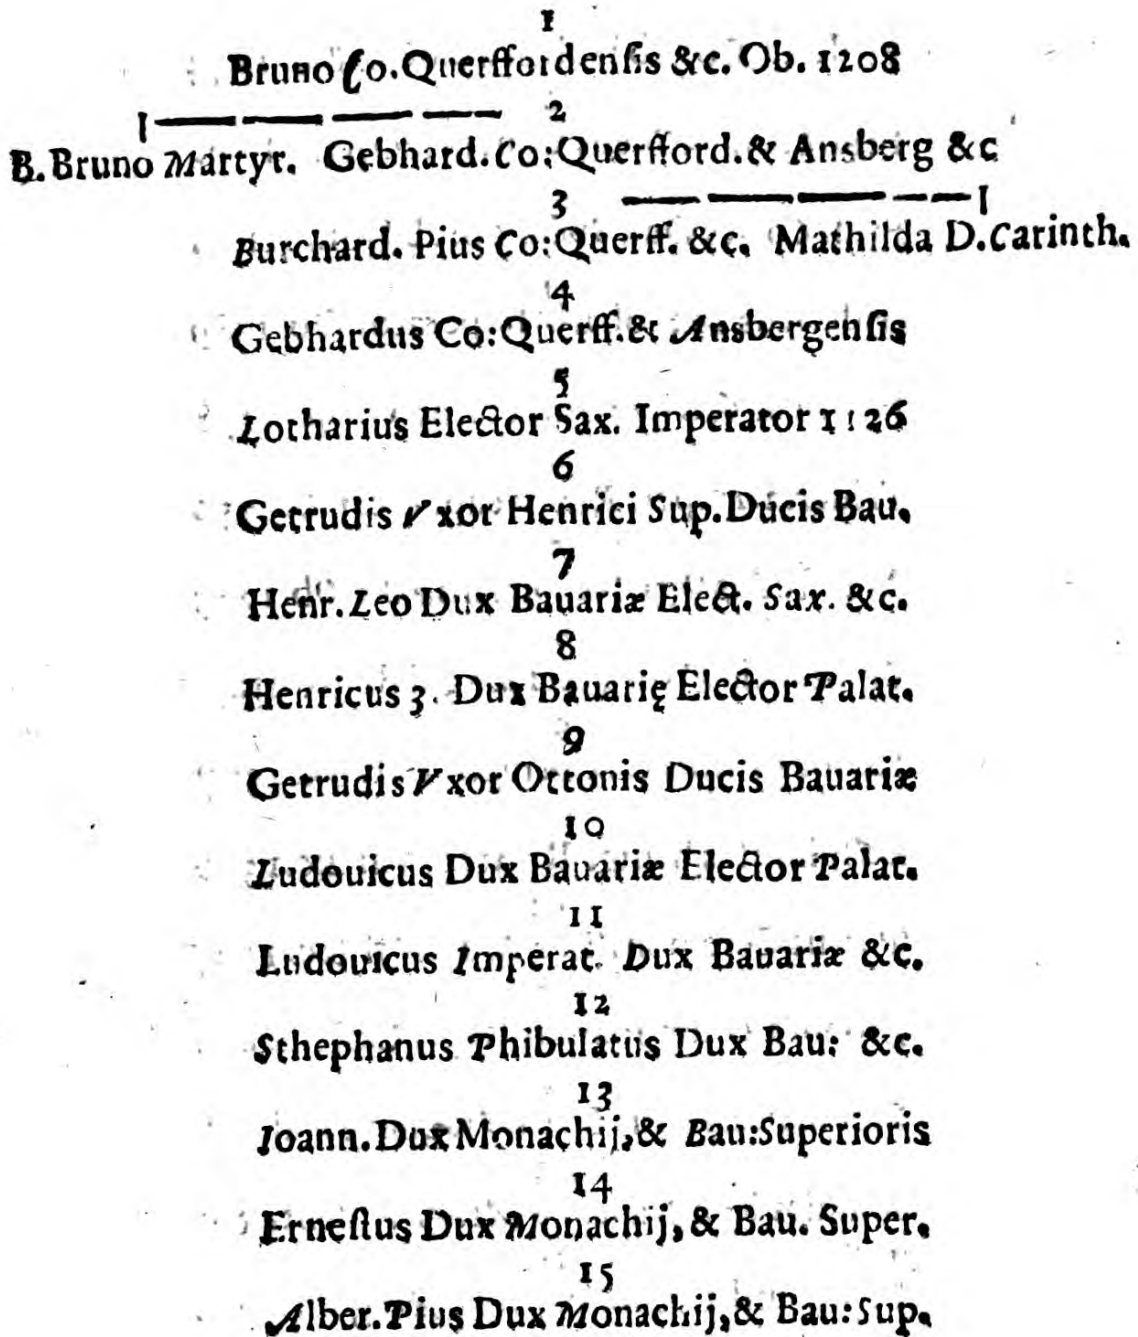 1
Bruno Co. Querffordensis &c. Ob. 1208
2
B. Bruno Martyr. Gebhard. Co: Querfford. & Ansberg &c
3
Burchard. Pius Co: Querff. &c. Mathilda D. Carinth.
4
Gebhardus Co: Querff. & Ansbergensis
5
Lotharius Elector Sax. Imperator 1126
6
Getrudis Vxor Henrici Sup. Ducis Bau.
7
Henr. Leo Dux Bauariæ Elect. Sax. &c.
8
Henricus 3. Dux Bauarię Elector Palat.
9
Getrudis Vxor Ottonis Ducis Bauariæ
10
Ludouicus Dux Bauariæ Elector Palat.
11
Ludouicus Imperat. Dux Bauariæ &c.
12
Sthephanus Phibulatus Dux Bau: &c.
13
Joann. Dux Monachij, & Bau: Superioris
14
Ernestus Dux Monachij, & Bau. Super.
15
Alber. Pius Dux Monachij, & Bau: Sup.